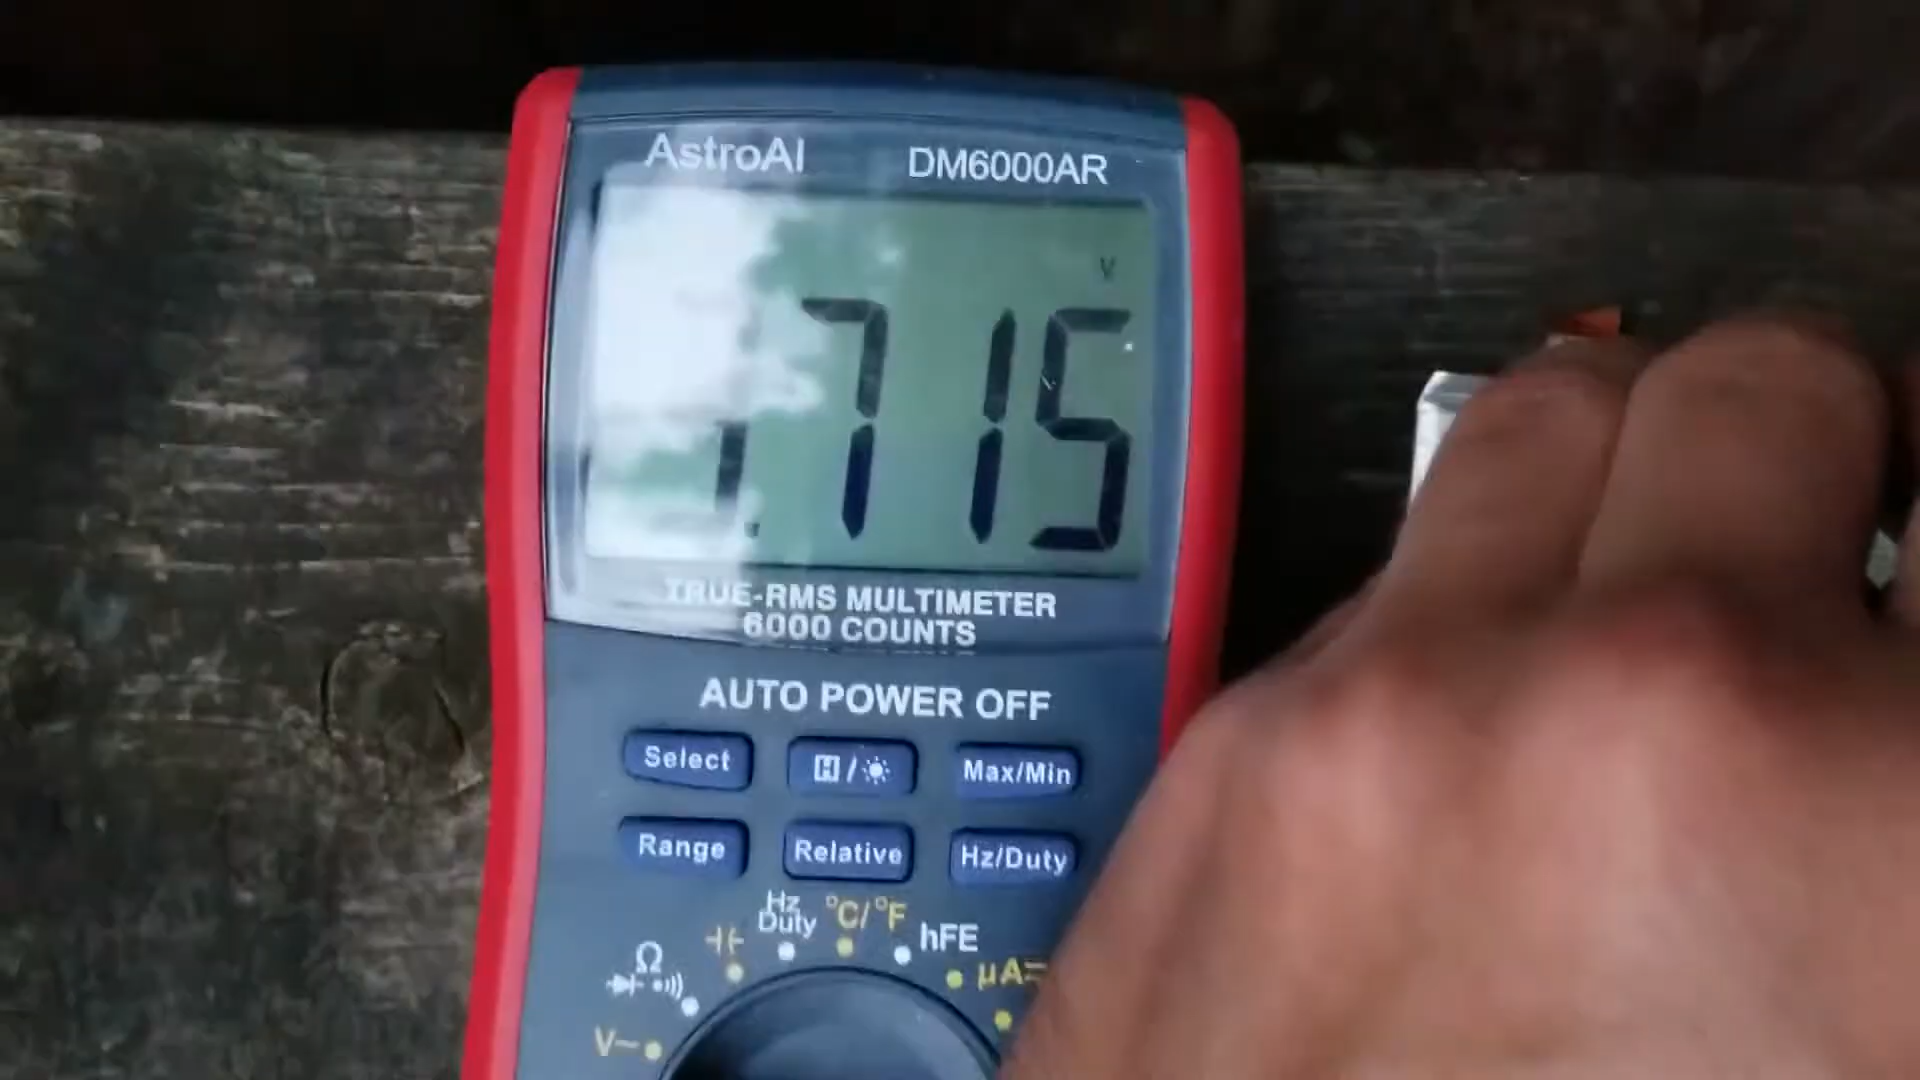 AstroAI DM6000AR
V
1.715
TRUE-RMS MULTIMETER
6000 COUNTS
AUTO POWER OFF
Select H/ Max/Min
Range Relative Hz/Duty
Hz
Duty
°C/°F
hFE
Ω
µA
V~